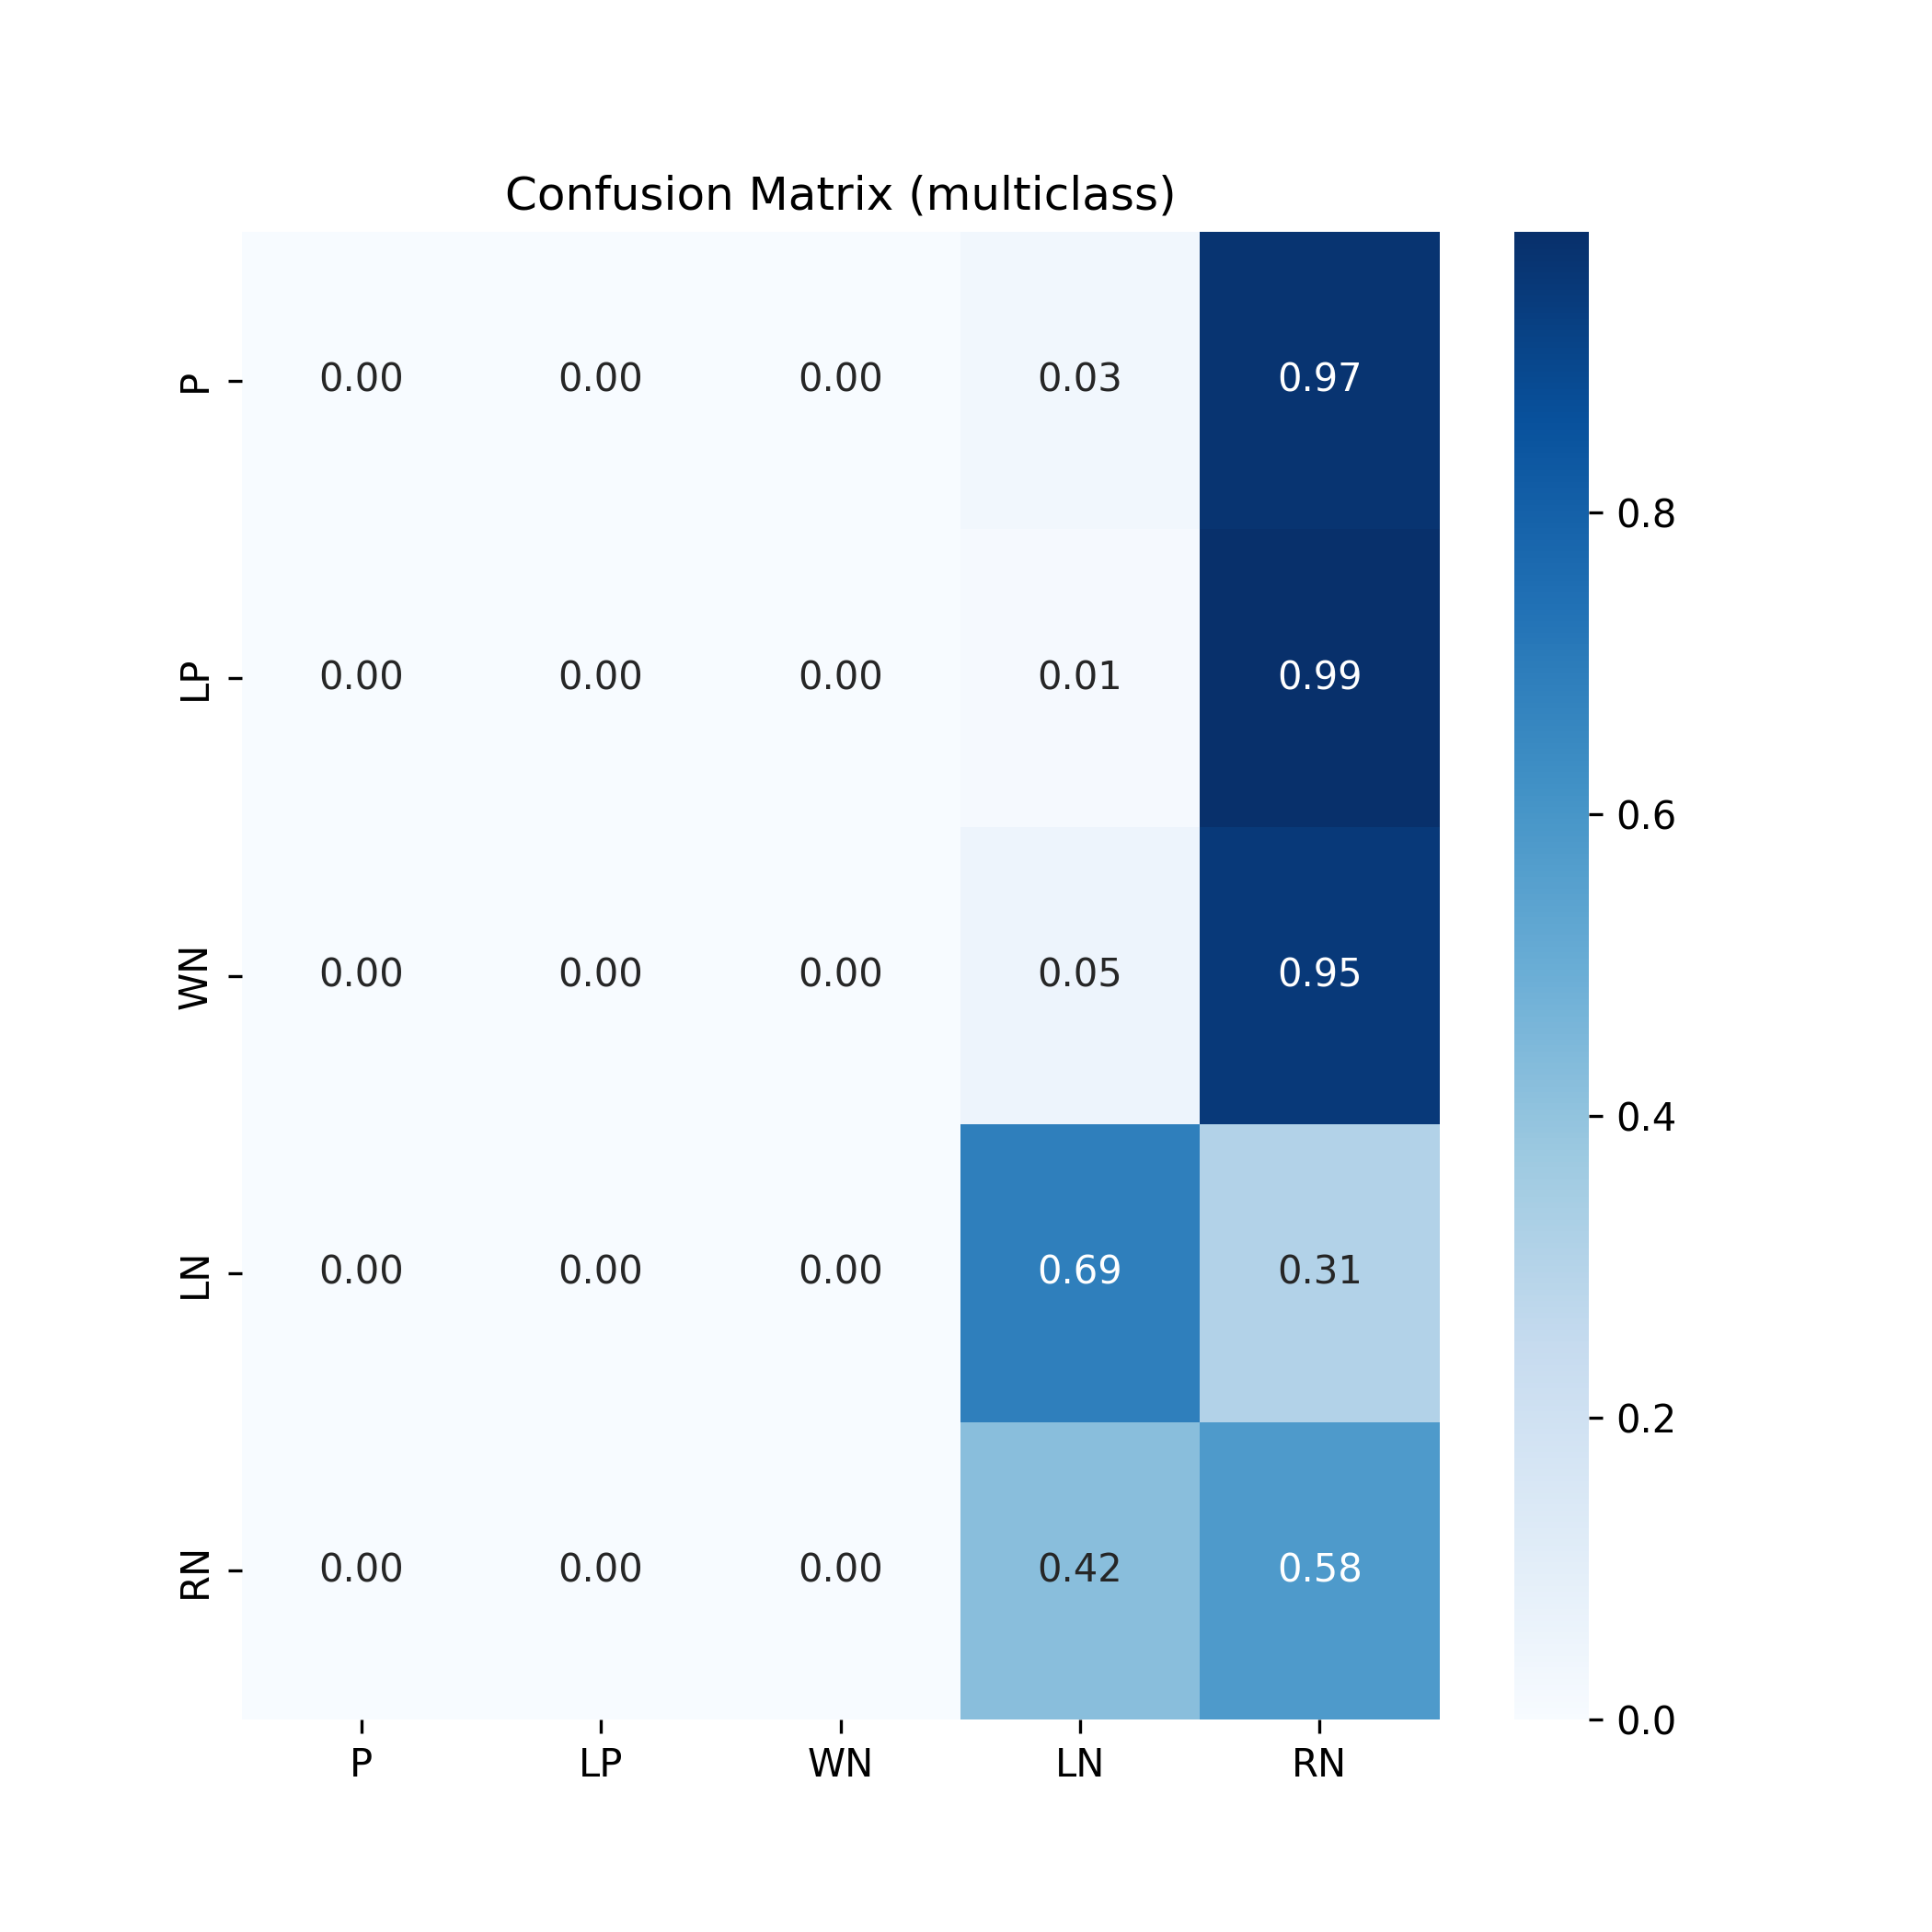 Confusion Matrix (multiclass)
P 0.00 0.00 0.00 0.03 0.97
LP 0.00 0.00 0.00 0.01 0.99
WN 0.00 0.00 0.00 0.05 0.95
LN 0.00 0.00 0.00 0.69 0.31
RN 0.00 0.00 0.00 0.42 0.58
P LP WN LN RN
0.8
0.6
0.4
0.2
0.0